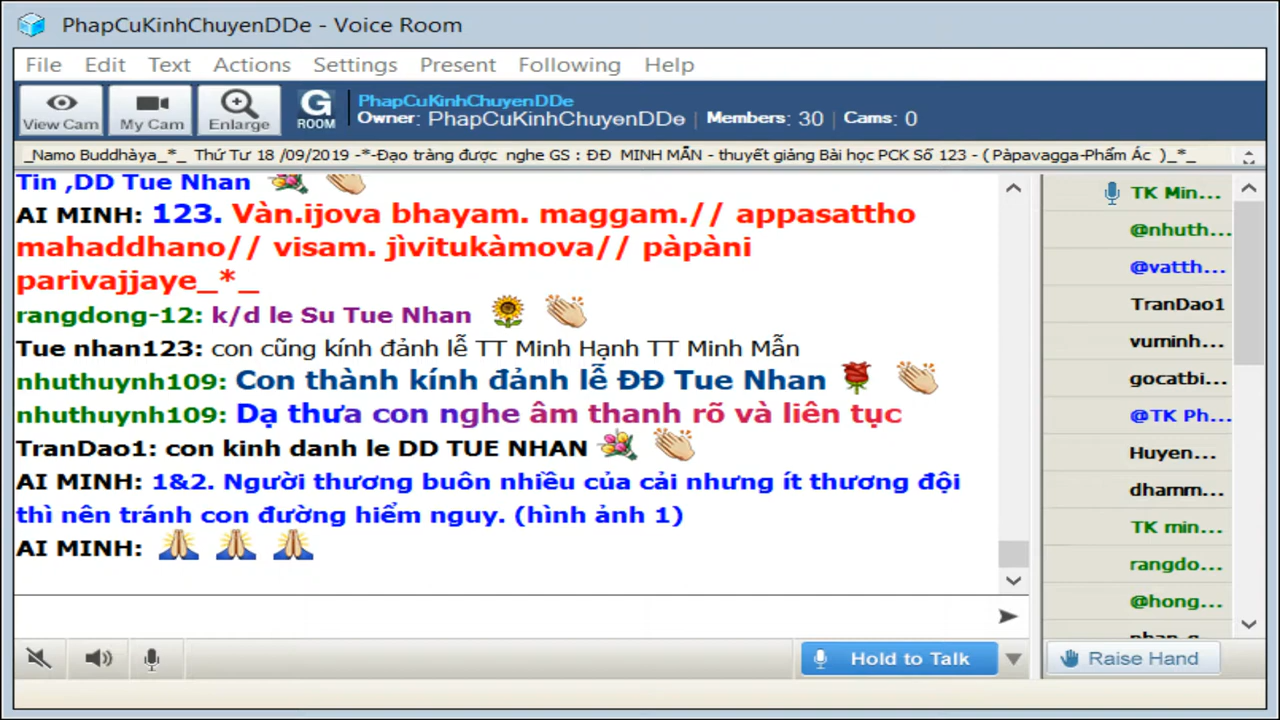 PhapCuKinhChuyenDDe - Voice Room
File Edit Text Actions Settings Present Following Help
View Cam My Cam Enlarge G ROOM
PhapCuKinhChuyenDDe
Owner: PhapCuKinhChuyenDDe | Members: 30 | Cams: 0
_Namo Buddhàya_*_ Thứ Tư 18 /09/2019 -*-Đạo tràng được nghe GS : ĐĐ MINH MẪN - thuyết giảng Bài học PCK Số 123 - ( Pàpavagga-Phẩm Ác )_*_
Tin ,DD Tue Nhan
AI MINH: 123. Vàn.ijova bhayam. maggam.// appasattho
mahaddhano// visam. jìvitukàmova// pàpàni
parivajjaye_*_
rangdong-12: k/d le Su Tue Nhan
Tue nhan123: con cũng kính đảnh lễ TT Minh Hạnh TT Minh Mẫn
nhuthuynh109: Con thành kính đảnh lễ ĐĐ Tue Nhan
nhuthuynh109: Dạ thưa con nghe âm thanh rõ và liên tục
TranDao1: con kinh danh le DD TUE NHAN
AI MINH: 1&2. Người thương buôn nhiều của cải nhưng ít thương đội
thì nên tránh con đường hiểm nguy. (hình ảnh 1)
AI MINH:
TK Min...
@nhuth...
@vatth...
TranDao1
vuminh...
gocatbi...
@TK Ph...
Huyen...
dhamm...
TK min...
rangdo...
@hong...
Hold to Talk
Raise Hand